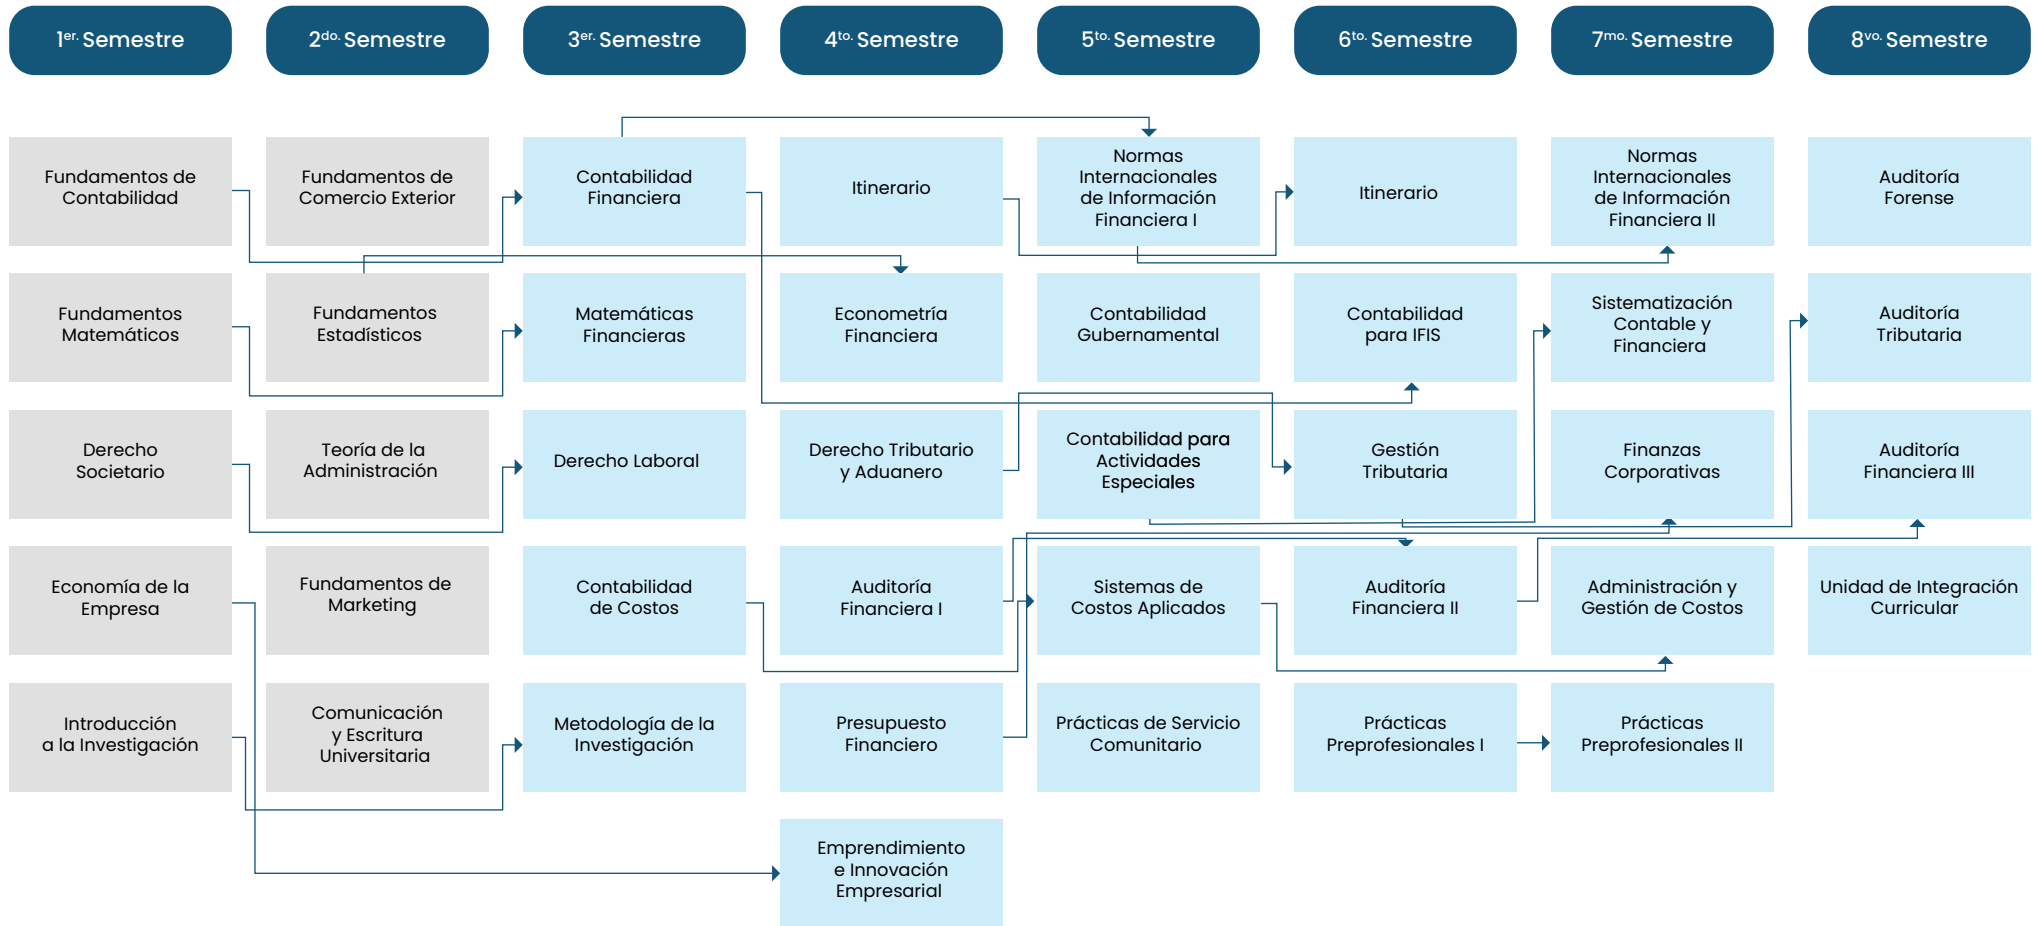 1er. Semestre
2do. Semestre
3er. Semestre
4to. Semestre
5to. Semestre
6to. Semestre
7mo. Semestre
8vo. Semestre
Fundamentos de
Contabilidad
Fundamentos de
Comercio Exterior
Contabilidad
Financiera
Itinerario
Normas
Internacionales
de Información
Financiera I
Itinerario
Normas
Internacionales
de Información
Financiera II
Auditoría
Forense
Fundamentos
Matemáticos
Fundamentos
Estadísticos
Matemáticas
Financieras
Econometría
Financiera
Contabilidad
Gubernamental
Contabilidad
para IFIS
Sistematización
Contable y
Financiera
Auditoría
Tributaria
Derecho
Societario
Teoría de la
Administración
Derecho Laboral
Derecho Tributario
y Aduanero
Contabilidad para
Actividades
Especiales
Gestión
Tributaria
Finanzas
Corporativas
Auditoría
Financiera III
Economía de la
Empresa
Fundamentos de
Marketing
Contabilidad
de Costos
Auditoría
Financiera I
Sistemas de
Costos Aplicados
Auditoría
Financiera II
Administración y
Gestión de Costos
Unidad de Integración
Curricular
Introducción
a la Investigación
Comunicación
y Escritura
Universitaria
Metodología de la
Investigación
Presupuesto
Financiero
Prácticas de Servicio
Comunitario
Prácticas
Preprofesionales I
Prácticas
Preprofesionales II
Emprendimiento
e Innovación
Empresarial